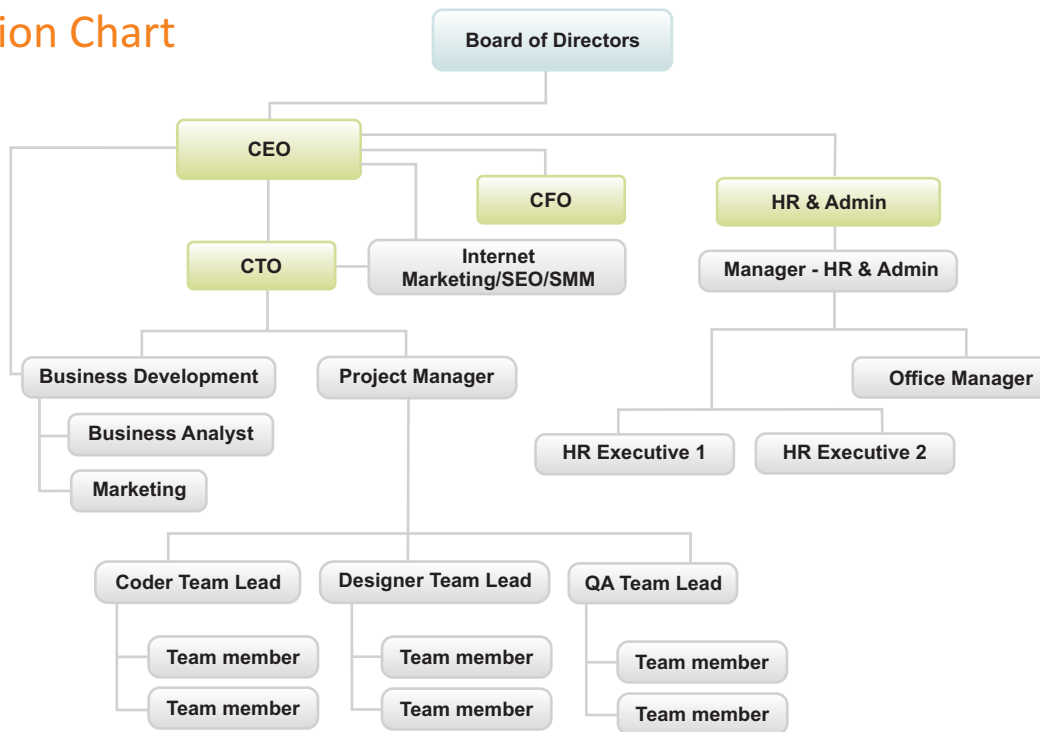 ion Chart
Board of Directors
CEO
CFO
HR & Admin
CTO
Internet
Marketing/SEO/SMM
Manager - HR & Admin
Business Development
Project Manager
Office Manager
Business Analyst
HR Executive 1
HR Executive 2
Marketing
Coder Team Lead
Designer Team Lead
QA Team Lead
Team member
Team member
Team member
Team member
Team member
Team member